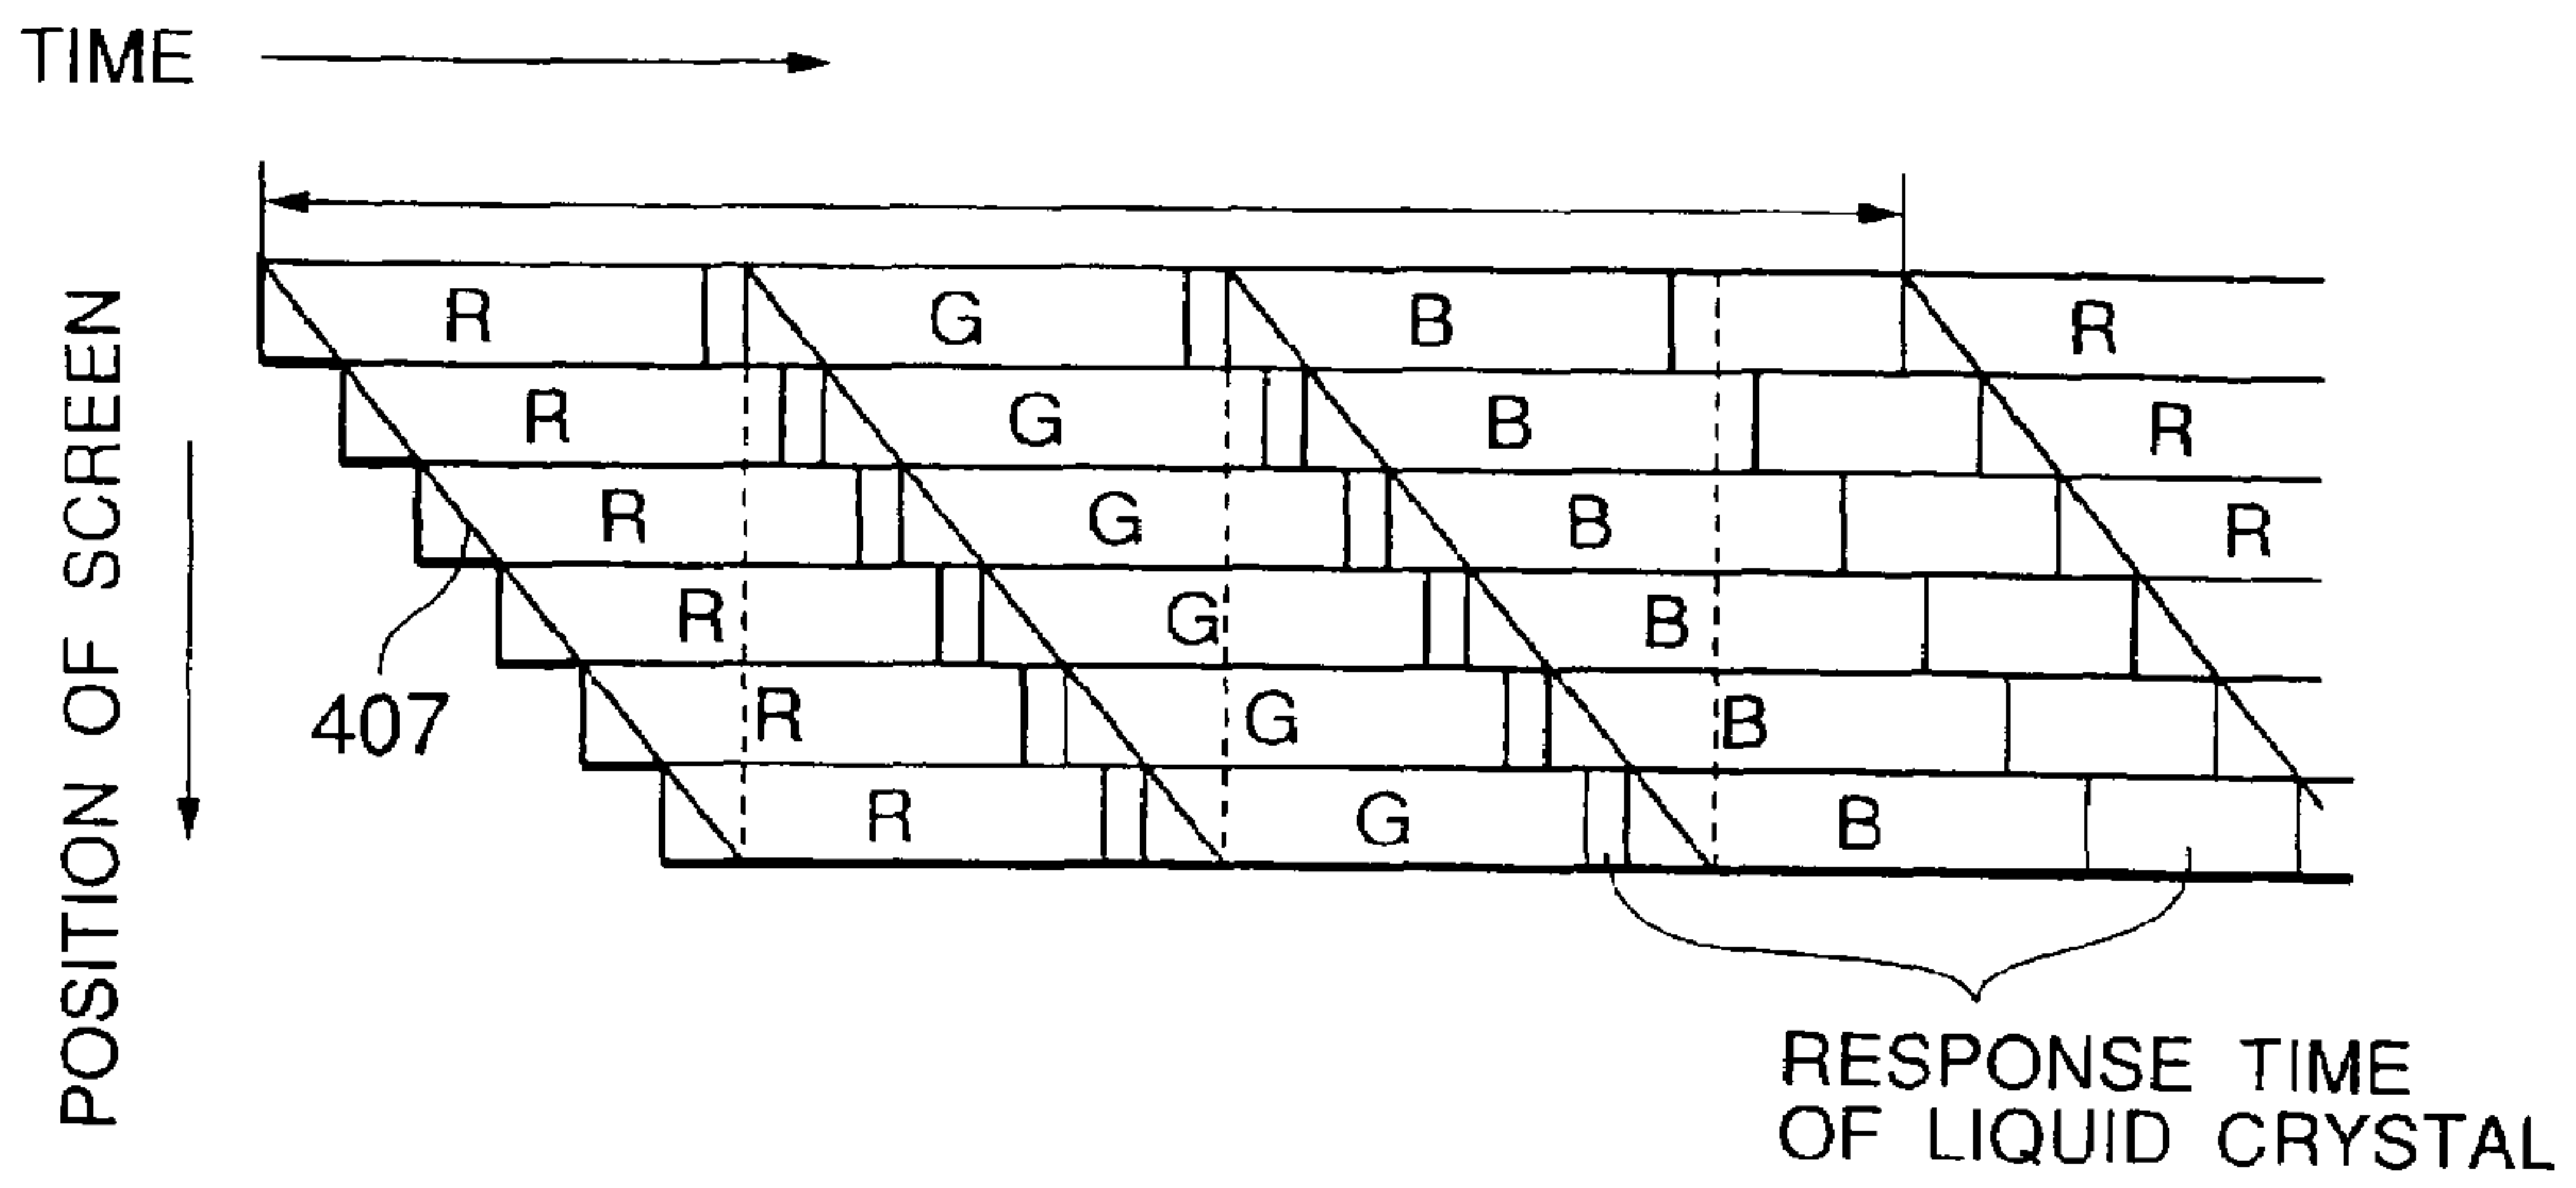 TIME
POSITION OF SCREEN
R G B R
R G B R
R G B R
R G B
R G B
R G B
407
RESPONSE TIME
OF LIQUID CRYSTAL